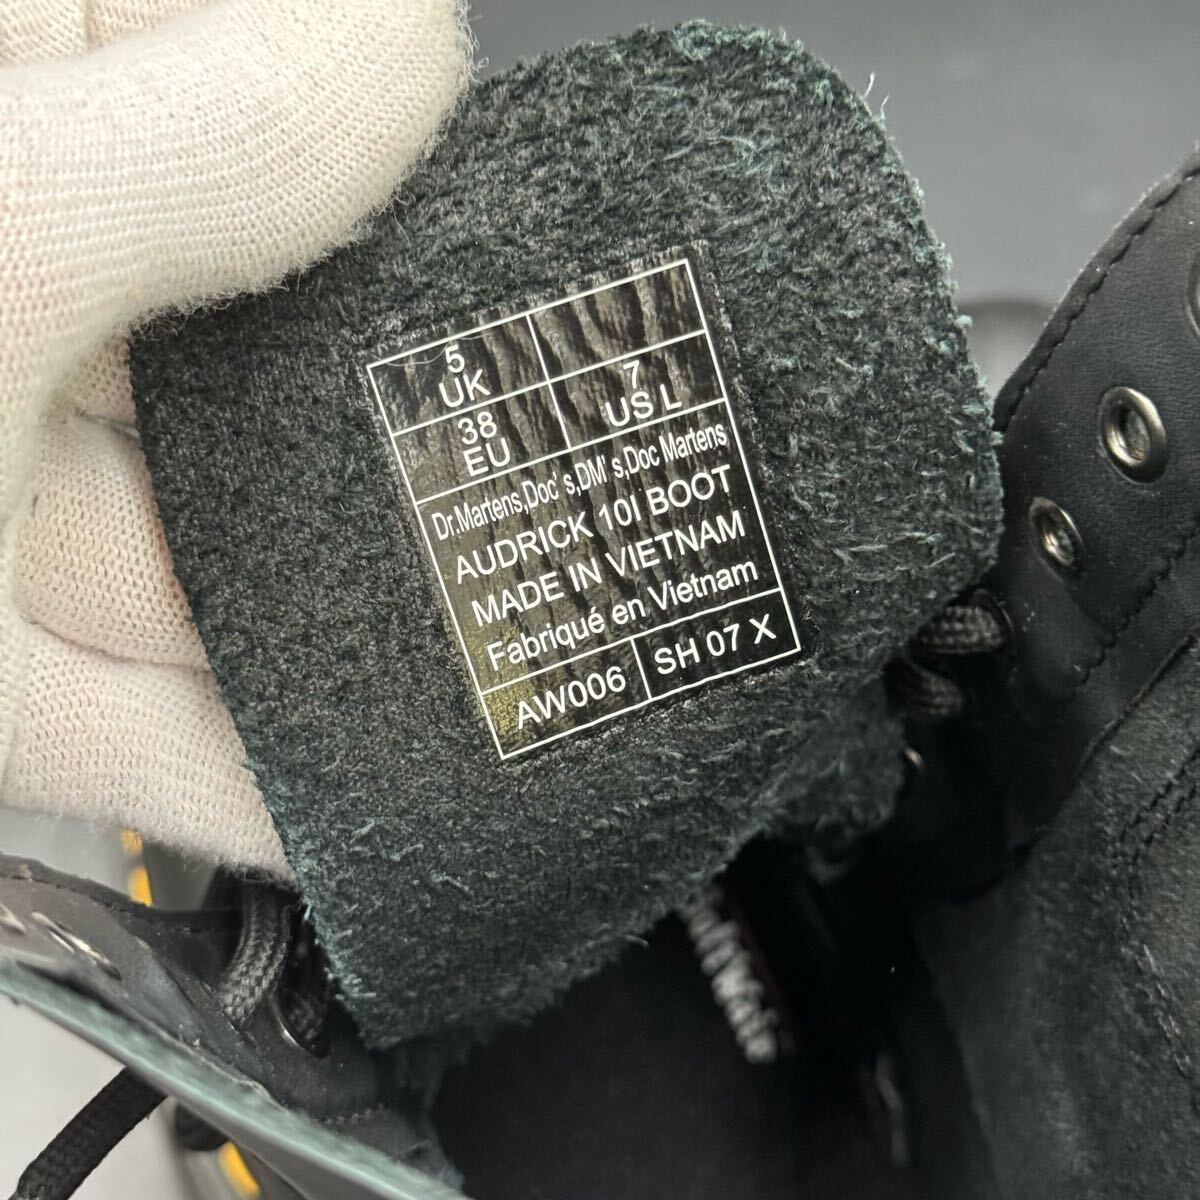 5
UK
38
EU
7
US L
Dr.Martens,Doc's,DM's,Doc Martens
AUDRICK 10I BOOT
MADE IN VIETNAM
Fabriqué en Vietnam
AW006
SH 07 X